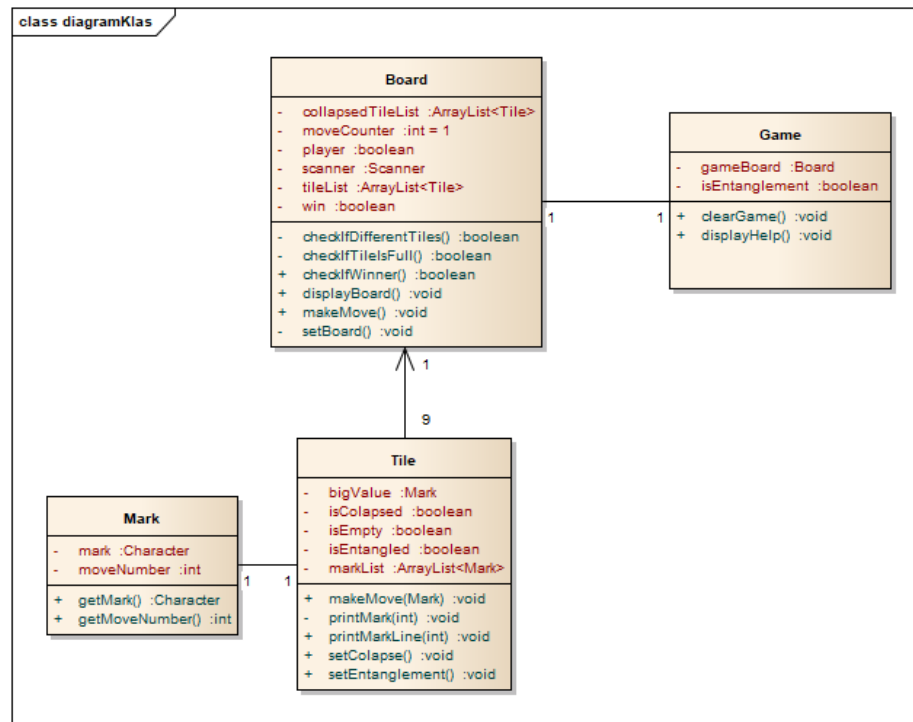 class diagramKlas
Board
- collapsedTileList :ArrayList<Tile>
- moveCounter :int = 1
- player :boolean
- scanner :Scanner
- tileList :ArrayList<Tile>
- win :boolean
- checkIfDifferentTiles() :boolean
- checkIfTileIsFull() :boolean
+ checkIfWinner() :boolean
+ displayBoard() :void
+ makeMove() :void
- setBoard() :void
Game
- gameBoard :Board
- isEntanglement :boolean
+ clearGame() :void
+ displayHelp() :void
1
1
1
9
Tile
- bigValue :Mark
- isColapsed :boolean
- isEmpty :boolean
- isEntangled :boolean
- markList :ArrayList<Mark>
+ makeMove(Mark) :void
- printMark(int) :void
+ printMarkLine(int) :void
+ setColapse() :void
+ setEntanglement() :void
Mark
- mark :Character
- moveNumber :int
+ getMark() :Character
+ getMoveNumber() :int
1
1